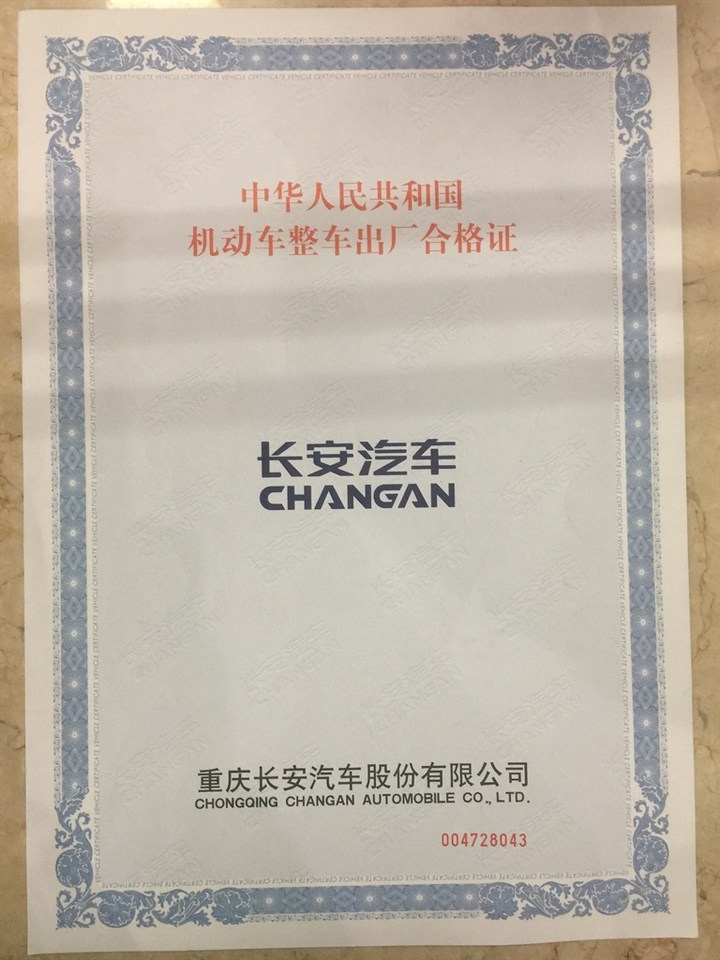 中华人民共和国
机动车整车出厂合格证
长安汽车
CHANGAN
重庆长安汽车股份有限公司
CHONGQING CHANGAN AUTOMOBILE CO., LTD.
004728043